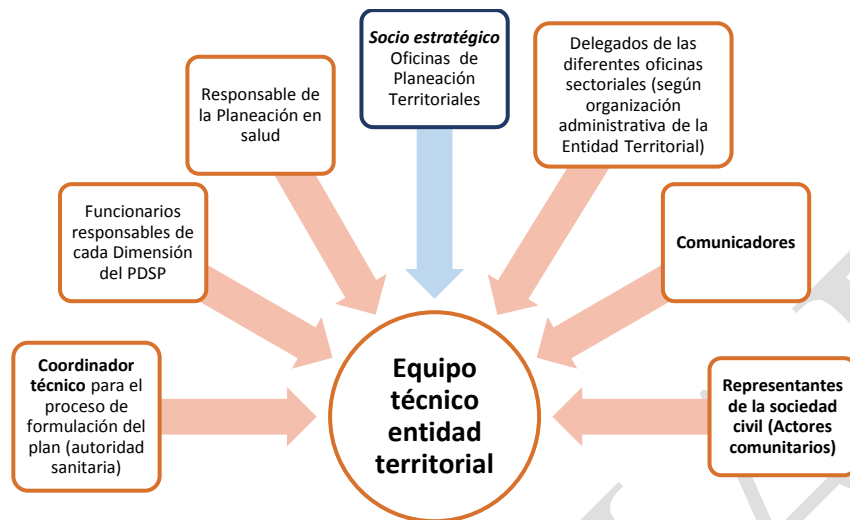 Socio estratégico
Oficinas de
Planeación
Territoriales
Delegados de las
diferentes oficinas
sectoriales (según
organización
administrativa de la
Entidad Territorial)
Responsable de
la Planeación en
salud
Funcionarios
responsables de
cada Dimensión
del PDSP
Comunicadores
Coordinador
técnico para el
proceso de
formulación del
plan (autoridad
sanitaria)
Equipo
técnico
entidad
territorial
Representantes
de la sociedad
civil (Actores
comunitarios)